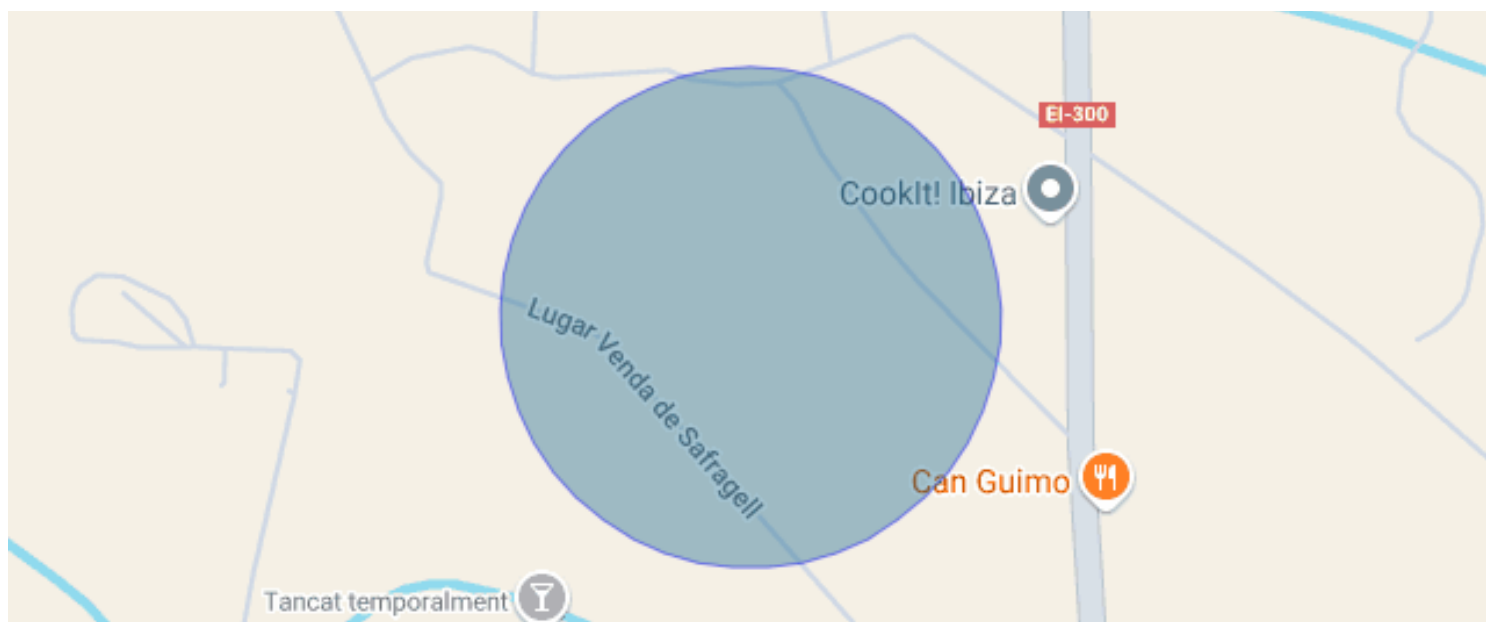 EI-300
CookIt! Ibiza
Lugar Venda de Safragell
Can Guimo
Tancat temporalment